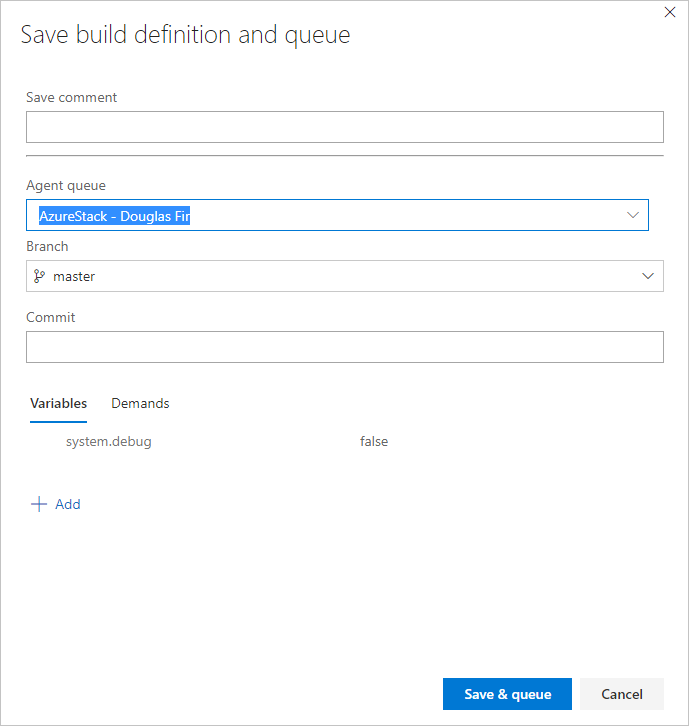 Save build definition and queue
Save comment
Agent queue
AzureStack - Douglas Fir
Branch
master
Commit
Variables Demands
system.debug false
Add
Save & queue Cancel